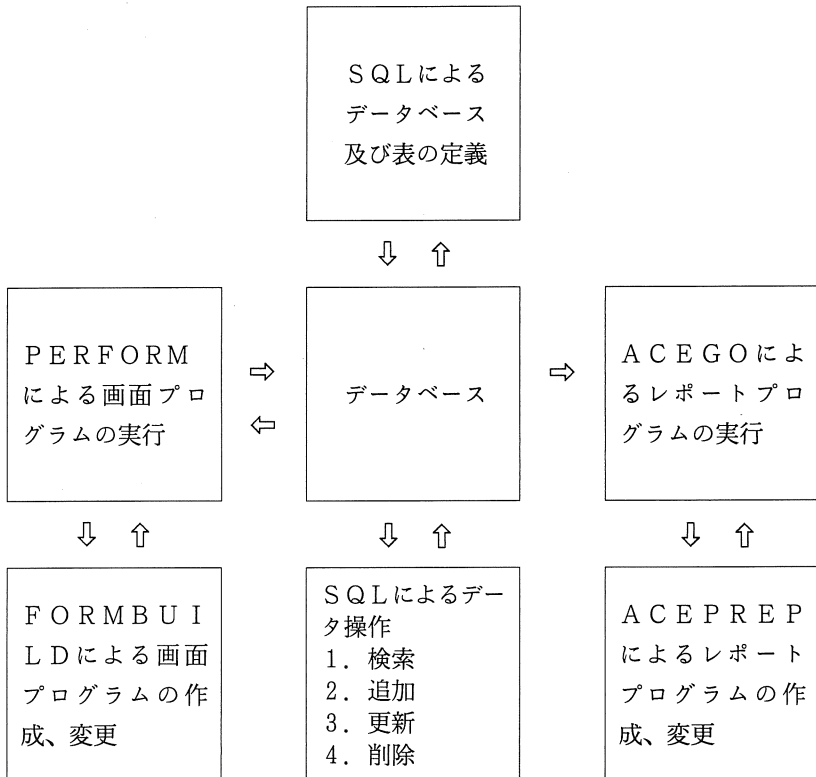 ＳＱＬによる
データベース
及び表の定義
⇩ ⇧
ＰＥＲＦＯＲＭ
による画面プロ
グラムの実行
⇨
⇦
データベース
⇨
ＡＣＥＧＯによ
るレポートプロ
グラムの実行
⇩ ⇧
⇩ ⇧
⇩ ⇧
ＦＯＲＭＢＵＩ
ＬＤによる画面
プログラムの作
成、変更
ＳＱＬによるデー
タ操作
１．検索
２．追加
３．更新
４．削除
ＡＣＥＰＲＥＰ
によるレポート
プログラムの作
成、変更